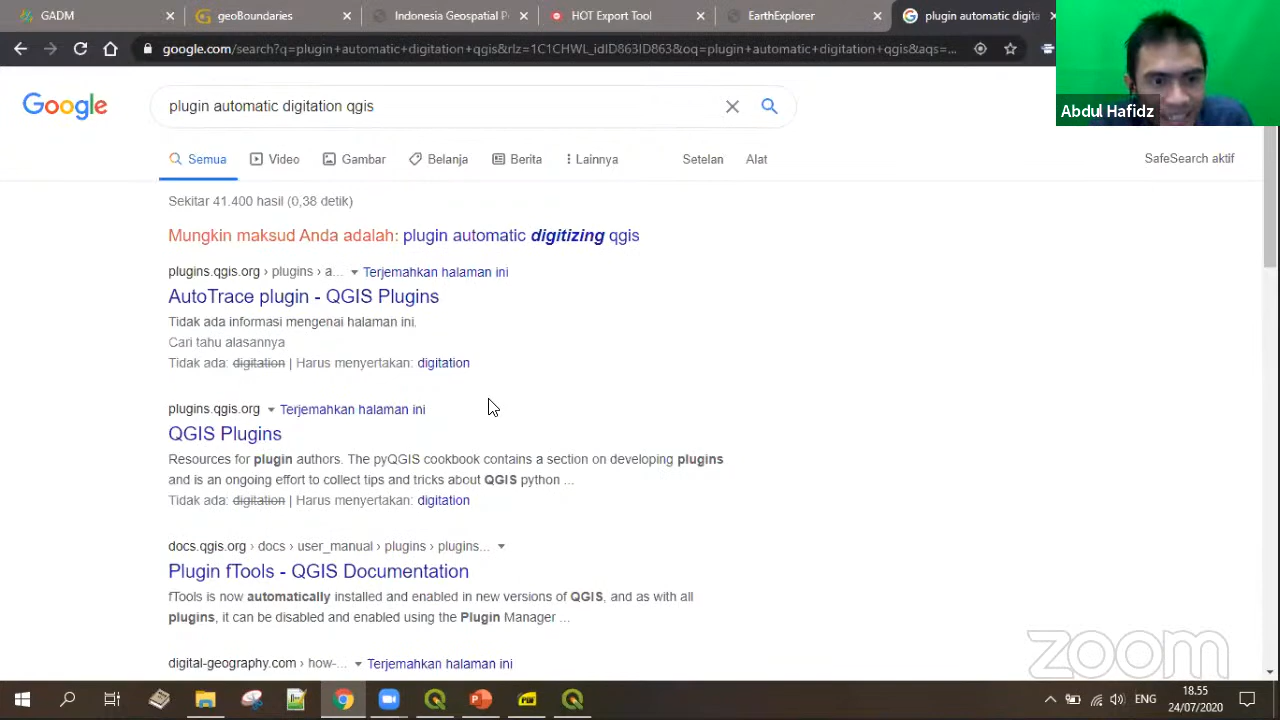 GADM
geoBoundaries
Indonesia Geospatial P
HOT Export Tool
EarthExplorer
plugin automatic digita
google.com/search?q=plugin+automatic+digitation+qgis&rlz=1C1CHWL_idID863ID863&oq=plugin+automatic+digitation+qgis&aqs=...
Abdul Hafidz
Google
plugin automatic digitation qgis
Semua Video Gambar Belanja Berita Lainnya Setelan Alat SafeSearch aktif
Sekitar 41.400 hasil (0,38 detik)
Mungkin maksud Anda adalah: plugin automatic digitizing qgis
plugins.qgis.org › plugins › a... Terjemahkan halaman ini
AutoTrace plugin - QGIS Plugins
Tidak ada informasi mengenai halaman ini.
Cari tahu alasannya
Tidak ada: digitation | Harus menyertakan: digitation
plugins.qgis.org Terjemahkan halaman ini
QGIS Plugins
Resources for plugin authors. The pyQGIS cookbook contains a section on developing plugins
and is an ongoing effort to collect tips and tricks about QGIS python ...
Tidak ada: digitation | Harus menyertakan: digitation
docs.qgis.org › docs › user_manual › plugins › plugins...
Plugin fTools - QGIS Documentation
fTools is now automatically installed and enabled in new versions of QGIS, and as with all
plugins, it can be disabled and enabled using the Plugin Manager ...
digital-geography.com › how-... Terjemahkan halaman ini
zoom
ENG
18.55
24/07/2020